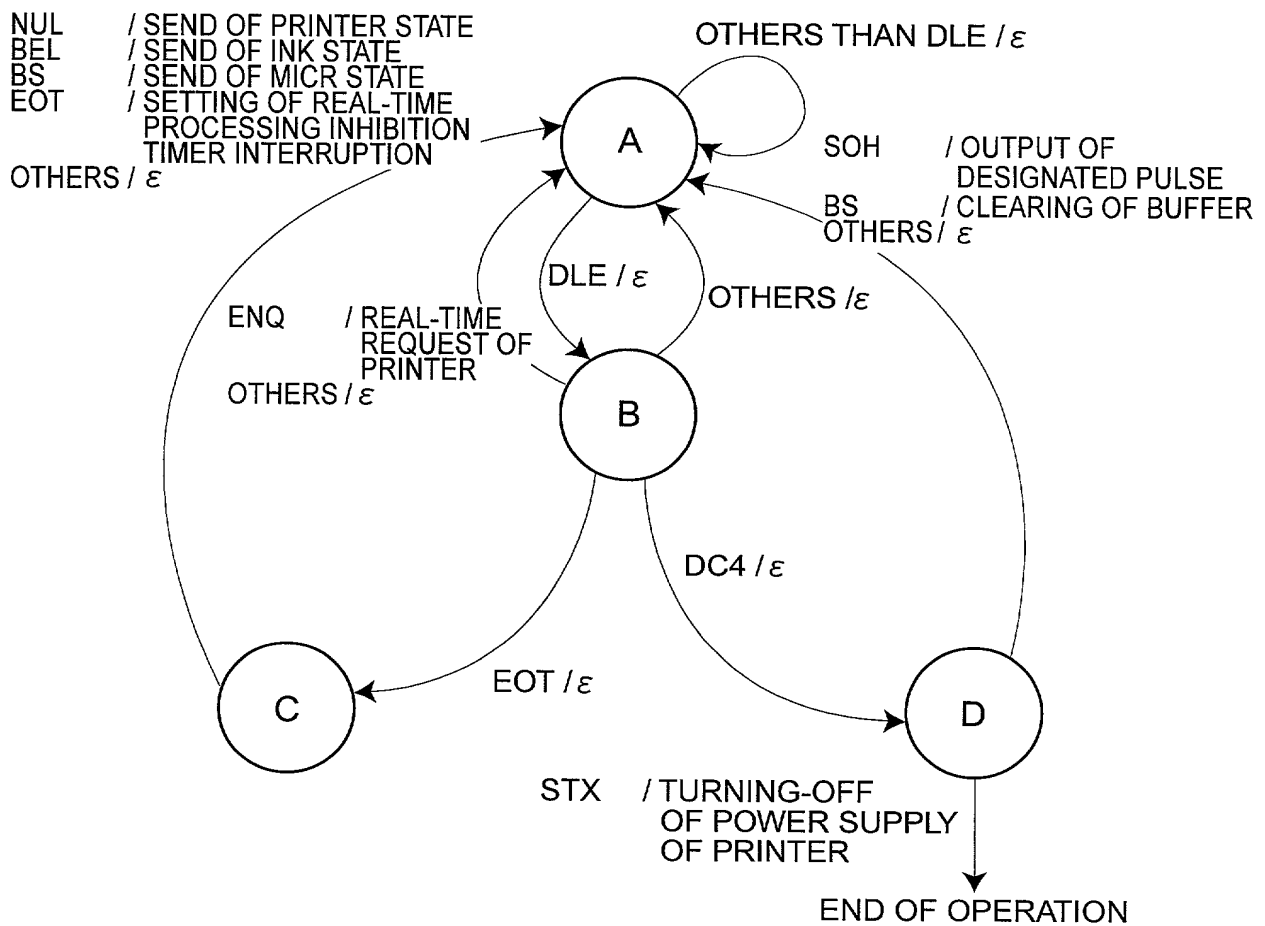 NUL / SEND OF PRINTER STATE
BEL / SEND OF INK STATE
BS / SEND OF MICR STATE
EOT / SETTING OF REAL-TIME
PROCESSING INHIBITION
TIMER INTERRUPTION
OTHERS / ε
OTHERS THAN DLE / ε
A
SOH / OUTPUT OF
DESIGNATED PULSE
BS / CLEARING OF BUFFER
OTHERS / ε
DLE / ε
OTHERS / ε
ENQ / REAL-TIME
REQUEST OF
PRINTER
OTHERS / ε
B
DC4 / ε
EOT / ε
C
D
STX / TURNING-OFF
OF POWER SUPPLY
OF PRINTER
END OF OPERATION